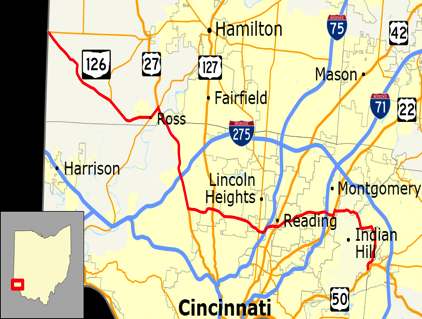 Hamilton
75
42
126
27
127
Mason
71
Fairfield
22
Ross
275
Harrison
Lincoln
Heights
Montgomery
Reading
Indian
Hill
50
Cincinnati